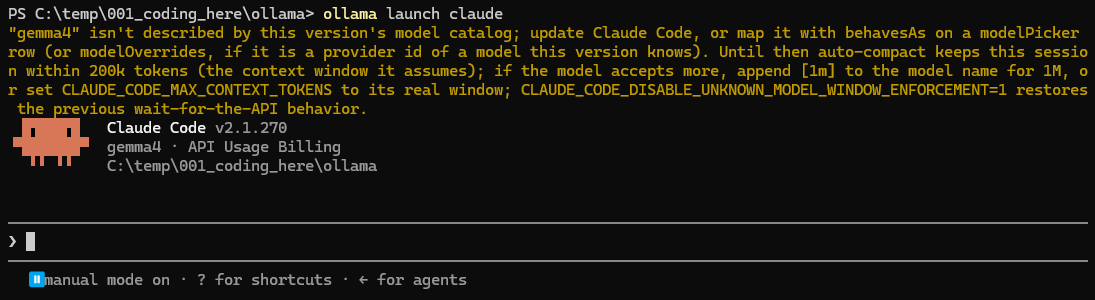 PS C:\temp\001_coding_here\ollama> ollama launch claude
"gemma4" isn't described by this version's model catalog; update Claude Code, or map it with behavesAs on a modelPicker
row (or modelOverrides, if it is a provider id of a model this version knows). Until then auto-compact keeps this sessio
n within 200k tokens (the context window it assumes); if the model accepts more, append [1m] to the model name for 1M, o
r set CLAUDE_CODE_MAX_CONTEXT_TOKENS to its real window; CLAUDE_CODE_DISABLE_UNKNOWN_MODEL_WINDOW_ENFORCEMENT=1 restores
the previous wait-for-the-API behavior.
Claude Code v2.1.270
gemma4 · API Usage Billing
C:\temp\001_coding_here\ollama
❯
⏸manual mode on · ? for shortcuts · ← for agents